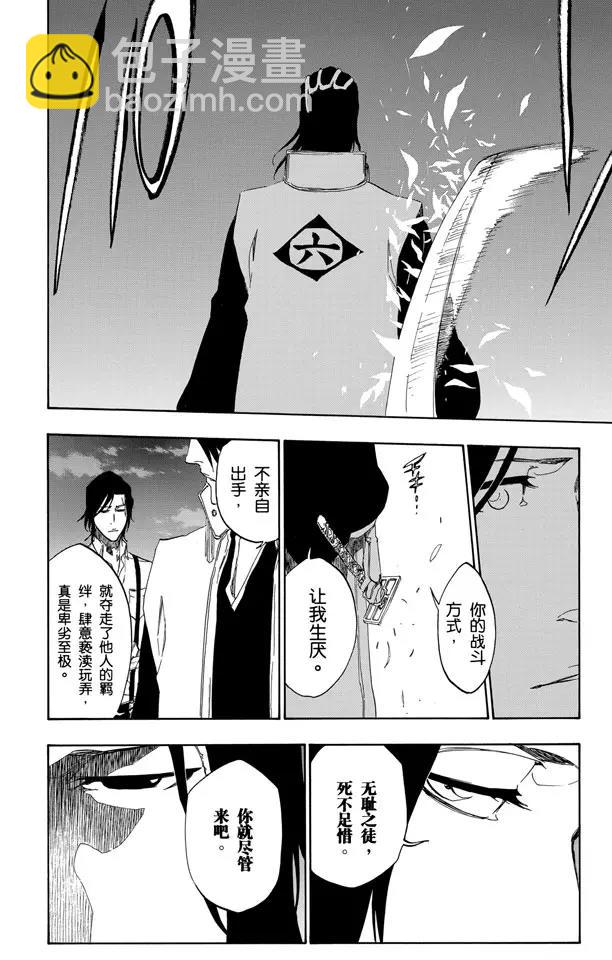 包子漫畫
baozimh.com
六
你的战斗
方式，
让我生厌。
不亲自
出手，
就夺走了他人的羁
绊，肆意亵渎玩弄，
真是卑劣至极。
无耻之徒，
死不足惜。
你就尽管
来吧。